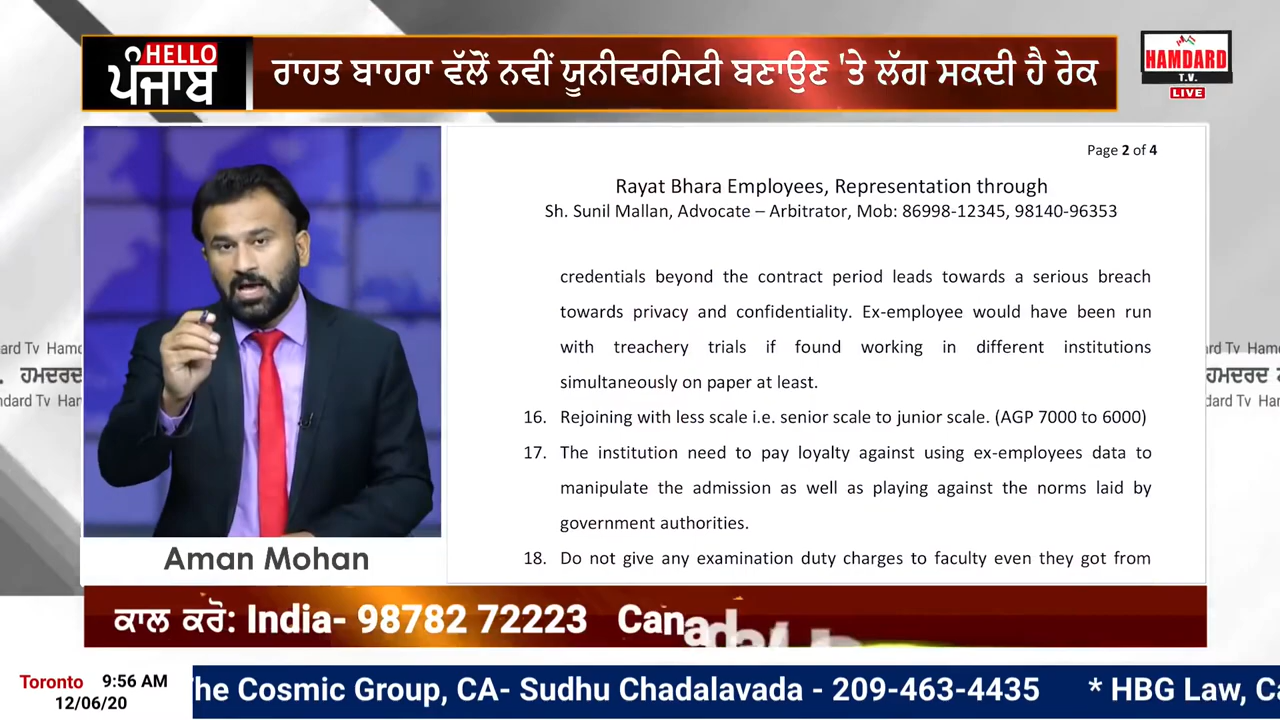 HELLO
ਪੰਜਾਬ
ਰਾਹਤ ਬਾਹਰਾ ਵੱਲੋਂ ਨਵੀਂ ਯੂਨੀਵਰਸਿਟੀ ਬਣਾਉਣ 'ਤੇ ਲੱਗ ਸਕਦੀ ਹੈ ਰੋਕ
HAMDARD
T.V.
LIVE
Page 2 of 4
Rayat Bhara Employees, Representation through
Sh. Sunil Mallan, Advocate – Arbitrator, Mob: 86998-12345, 98140-96353
credentials beyond the contract period leads towards a serious breach
towards privacy and confidentiality. Ex-employee would have been run
with treachery trials if found working in different institutions
simultaneously on paper at least.
16. Rejoining with less scale i.e. senior scale to junior scale. (AGP 7000 to 6000)
17. The institution need to pay loyalty against using ex-employees data to
manipulate the admission as well as playing against the norms laid by
government authorities.
18. Do not give any examination duty charges to faculty even they got from
Aman Mohan
ਹਮਦਰਦ
ਹਮਦਰਦ
ਕਾਲ ਕਰੋ: India- 98782 72223 Canada
Toronto 9:56 AM
12/06/20
The Cosmic Group, CA- Sudhu Chadalavada - 209-463-4435 * HBG Law,